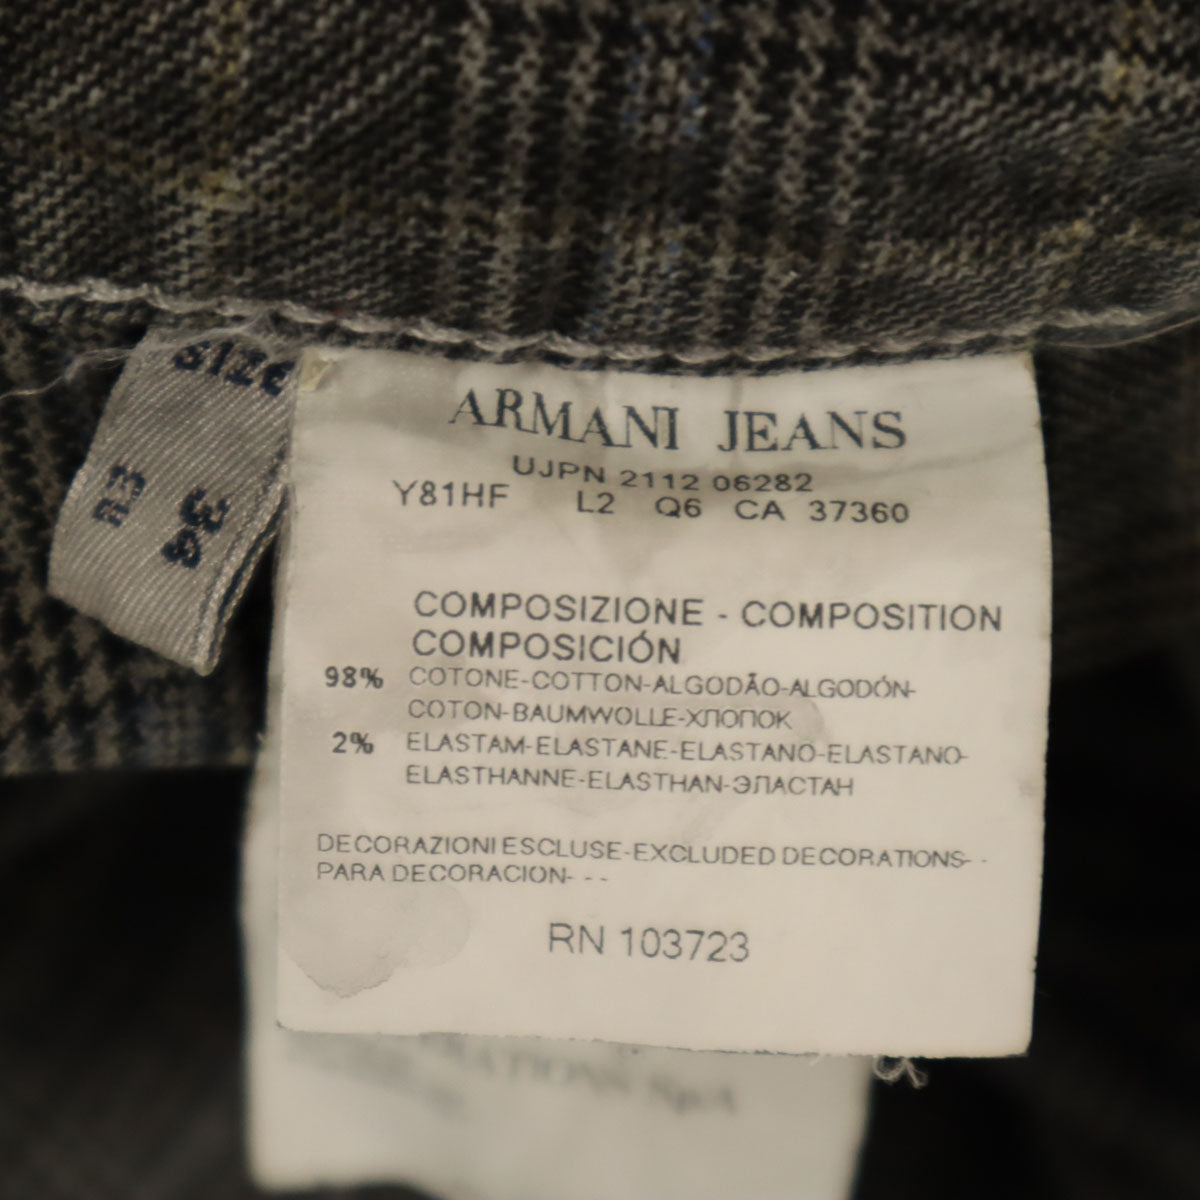 SIZE
ARMANI JEANS
UJPN 2112 06282
Y81HF L2 Q6 CA 37360
COMPOSIZIONE - COMPOSITION
COMPOSICIÓN
98% COTONE-COTTON-ALGODÃO-ALGODÓN-
COTON-BAUMWOLLE-ХЛОПОК
2% ELASTAM-ELASTANE-ELASTANO-ELASTANO-
ELASTHANNE-ELASTHAN-ЭЛАСТАН
DECORAZIONI ESCLUSE-EXCLUDED DECORATIONS- -
PARA DECORACION- - -
RN 103723